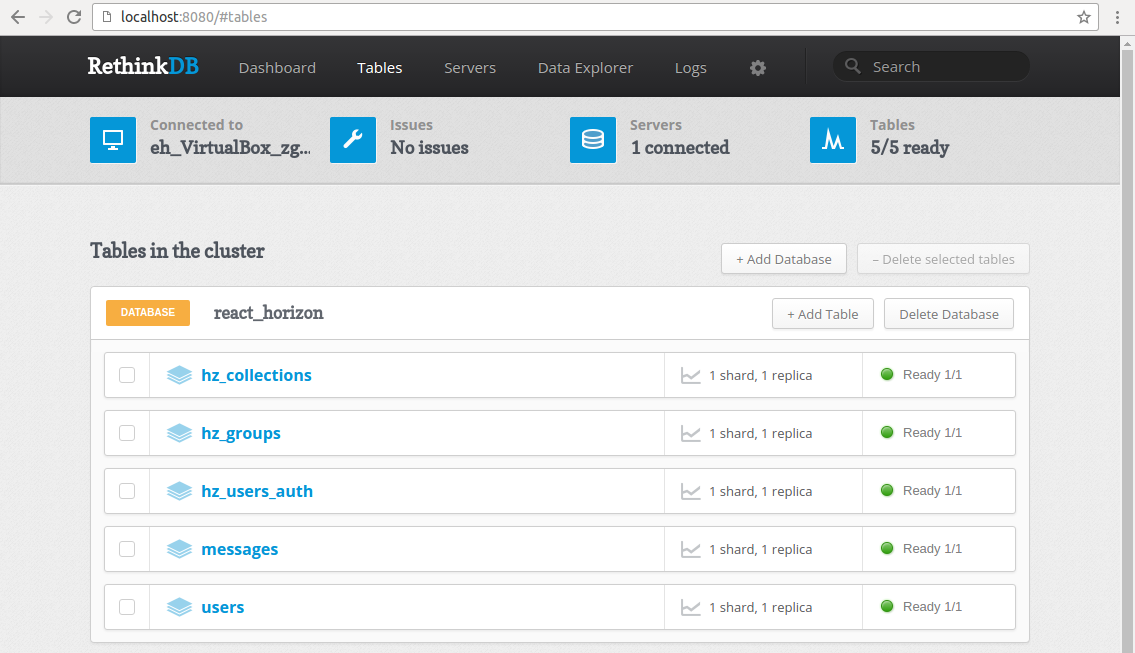 localhost:8080/#tables
RethinkDB Dashboard Tables Servers Data Explorer Logs Search
Connected to
eh_VirtualBox_zg...
Issues
No issues
Servers
1 connected
Tables
5/5 ready
Tables in the cluster
+ Add Database – Delete selected tables
DATABASE react_horizon + Add Table Delete Database
hz_collections 1 shard, 1 replica Ready 1/1
hz_groups 1 shard, 1 replica Ready 1/1
hz_users_auth 1 shard, 1 replica Ready 1/1
messages 1 shard, 1 replica Ready 1/1
users 1 shard, 1 replica Ready 1/1